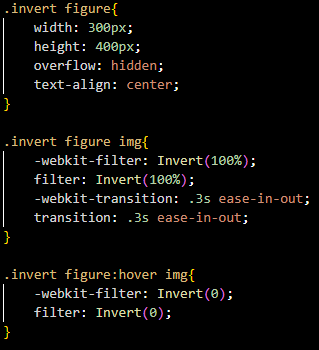 .invert figure{
width: 300px;
height: 400px;
overflow: hidden;
text-align: center;
}
.invert figure img{
-webkit-filter: Invert(100%);
filter: Invert(100%);
-webkit-transition: .3s ease-in-out;
transition: .3s ease-in-out;
}
.invert figure:hover img{
-webkit-filter: Invert(0);
filter: Invert(0);
}